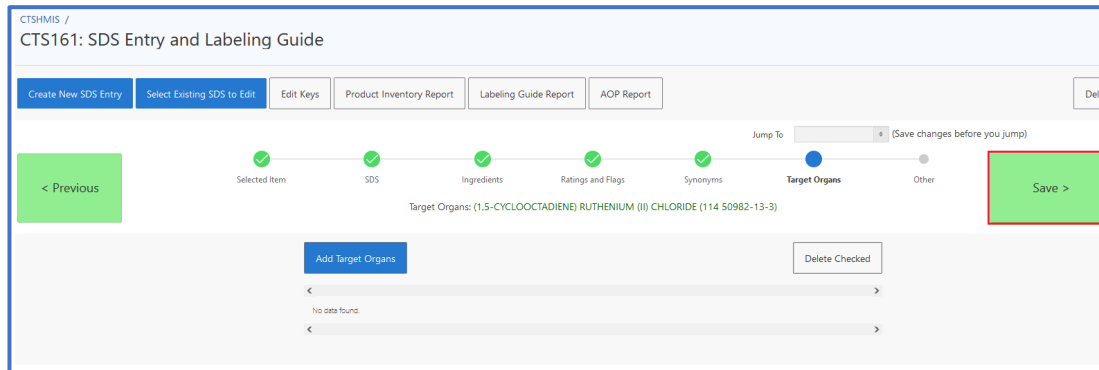 CTSHMIS /
CTS161: SDS Entry and Labeling Guide
Create New SDS Entry Select Existing SDS to Edit Edit Keys Product Inventory Report Labeling Guide Report AOP Report Del
Jump To (Save changes before you jump)
< Previous Selected Item SDS Ingredients Ratings and Flags Synonyms Target Organs Other Save >
Target Organs: (1,5-CYCLOOCTADIENE) RUTHENIUM (II) CHLORIDE (114 50982-13-3)
Add Target Organs Delete Checked
No data found.